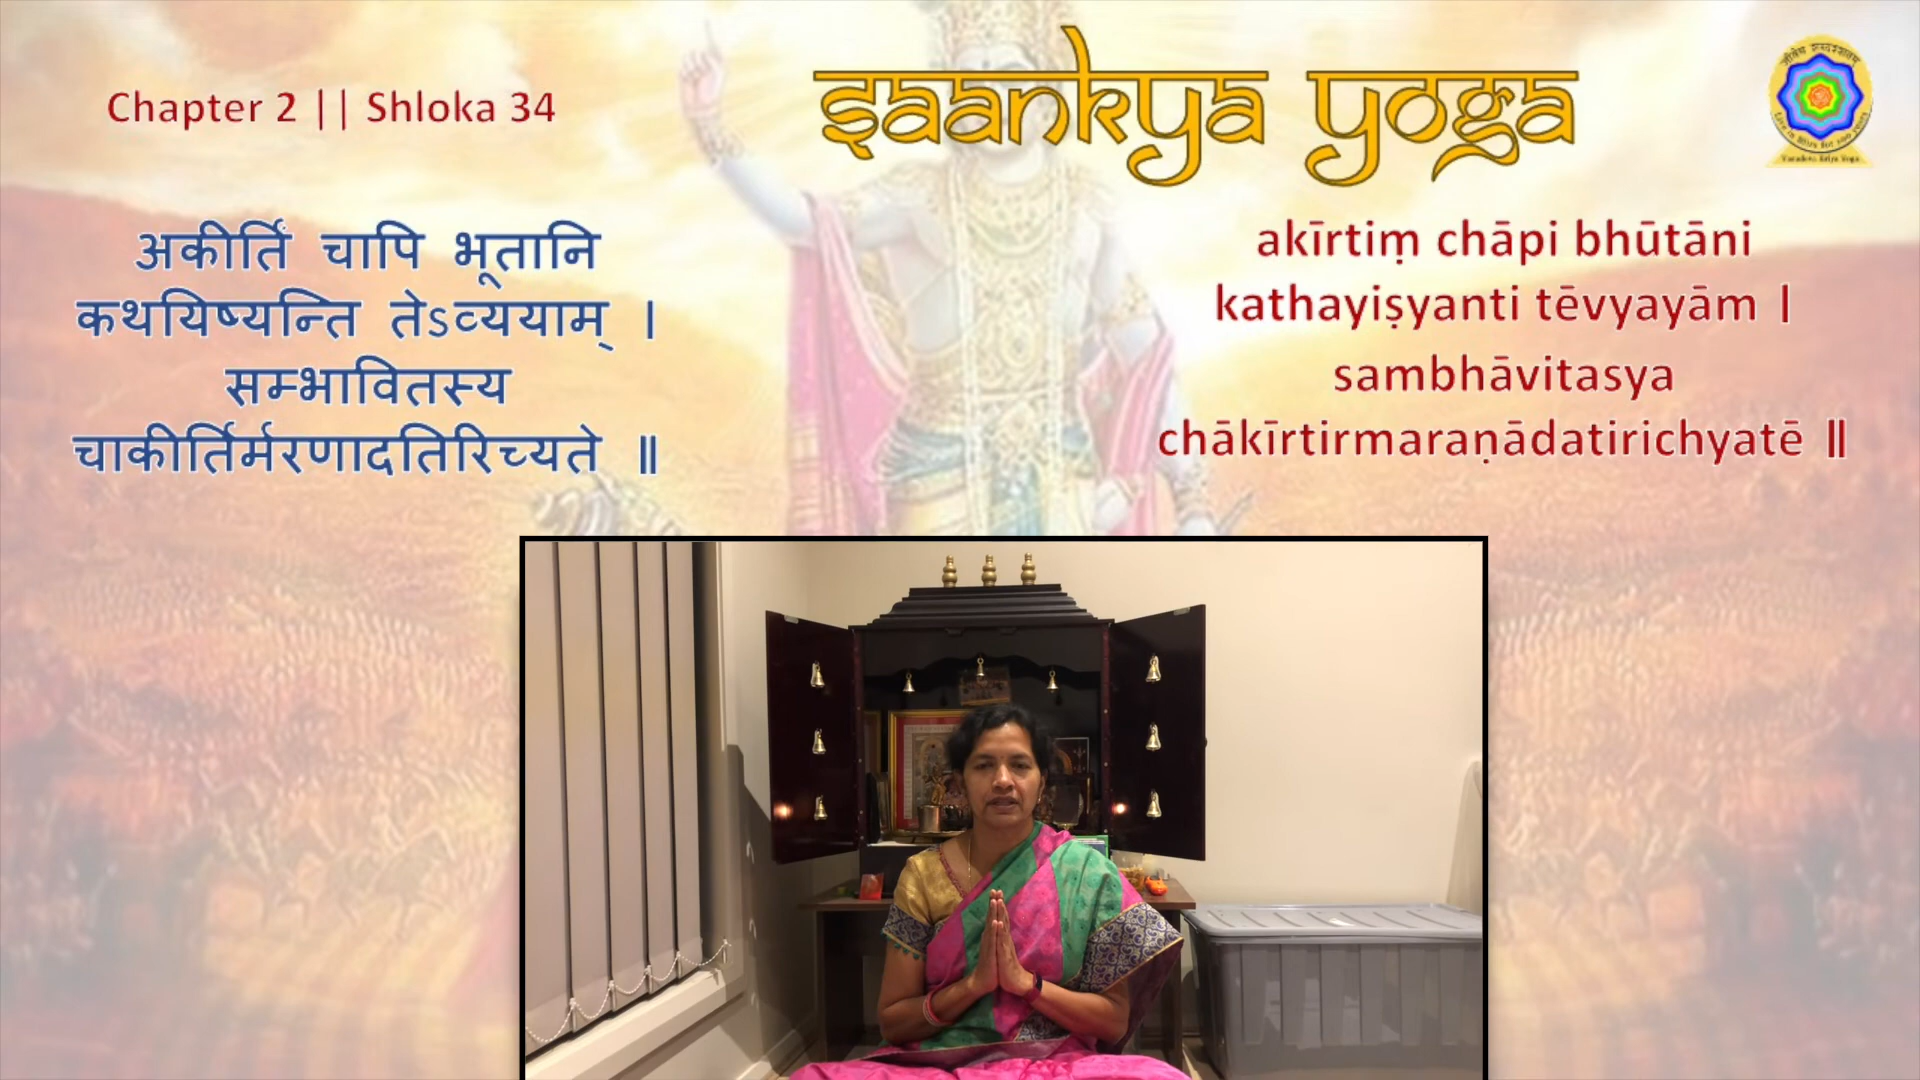 Chapter 2 || Shloka 34
saankya yoga
अकीर्तिं चापि भूतानि
कथयिष्यन्ति तेऽव्ययाम् ।
सम्भावितस्य
चाकीर्तिर्मरणादतिरिच्यते ॥
akīrtiṃ chāpi bhūtāni
kathayiṣyanti tēvyayām |
sambhāvitasya
chākīrtirmaraṇādatirichyatē ||